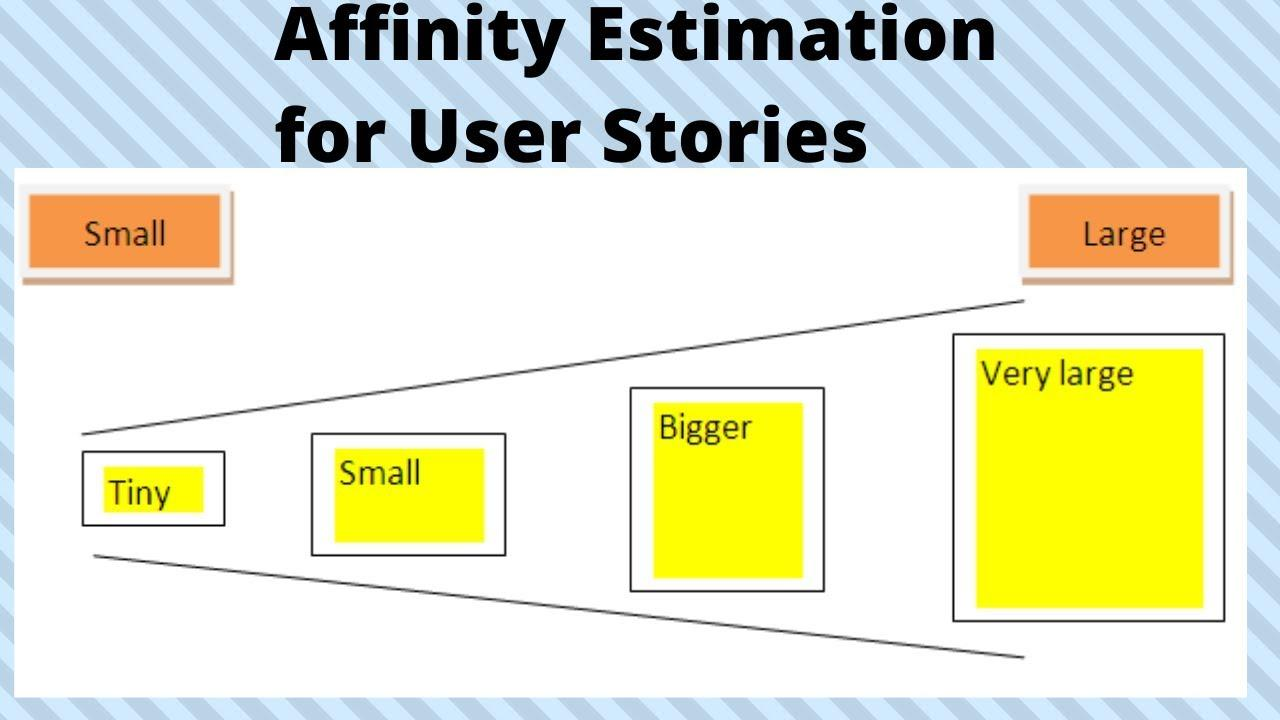 Affinity Estimation
for User Stories
Small
Large
Tiny
Small
Bigger
Very large